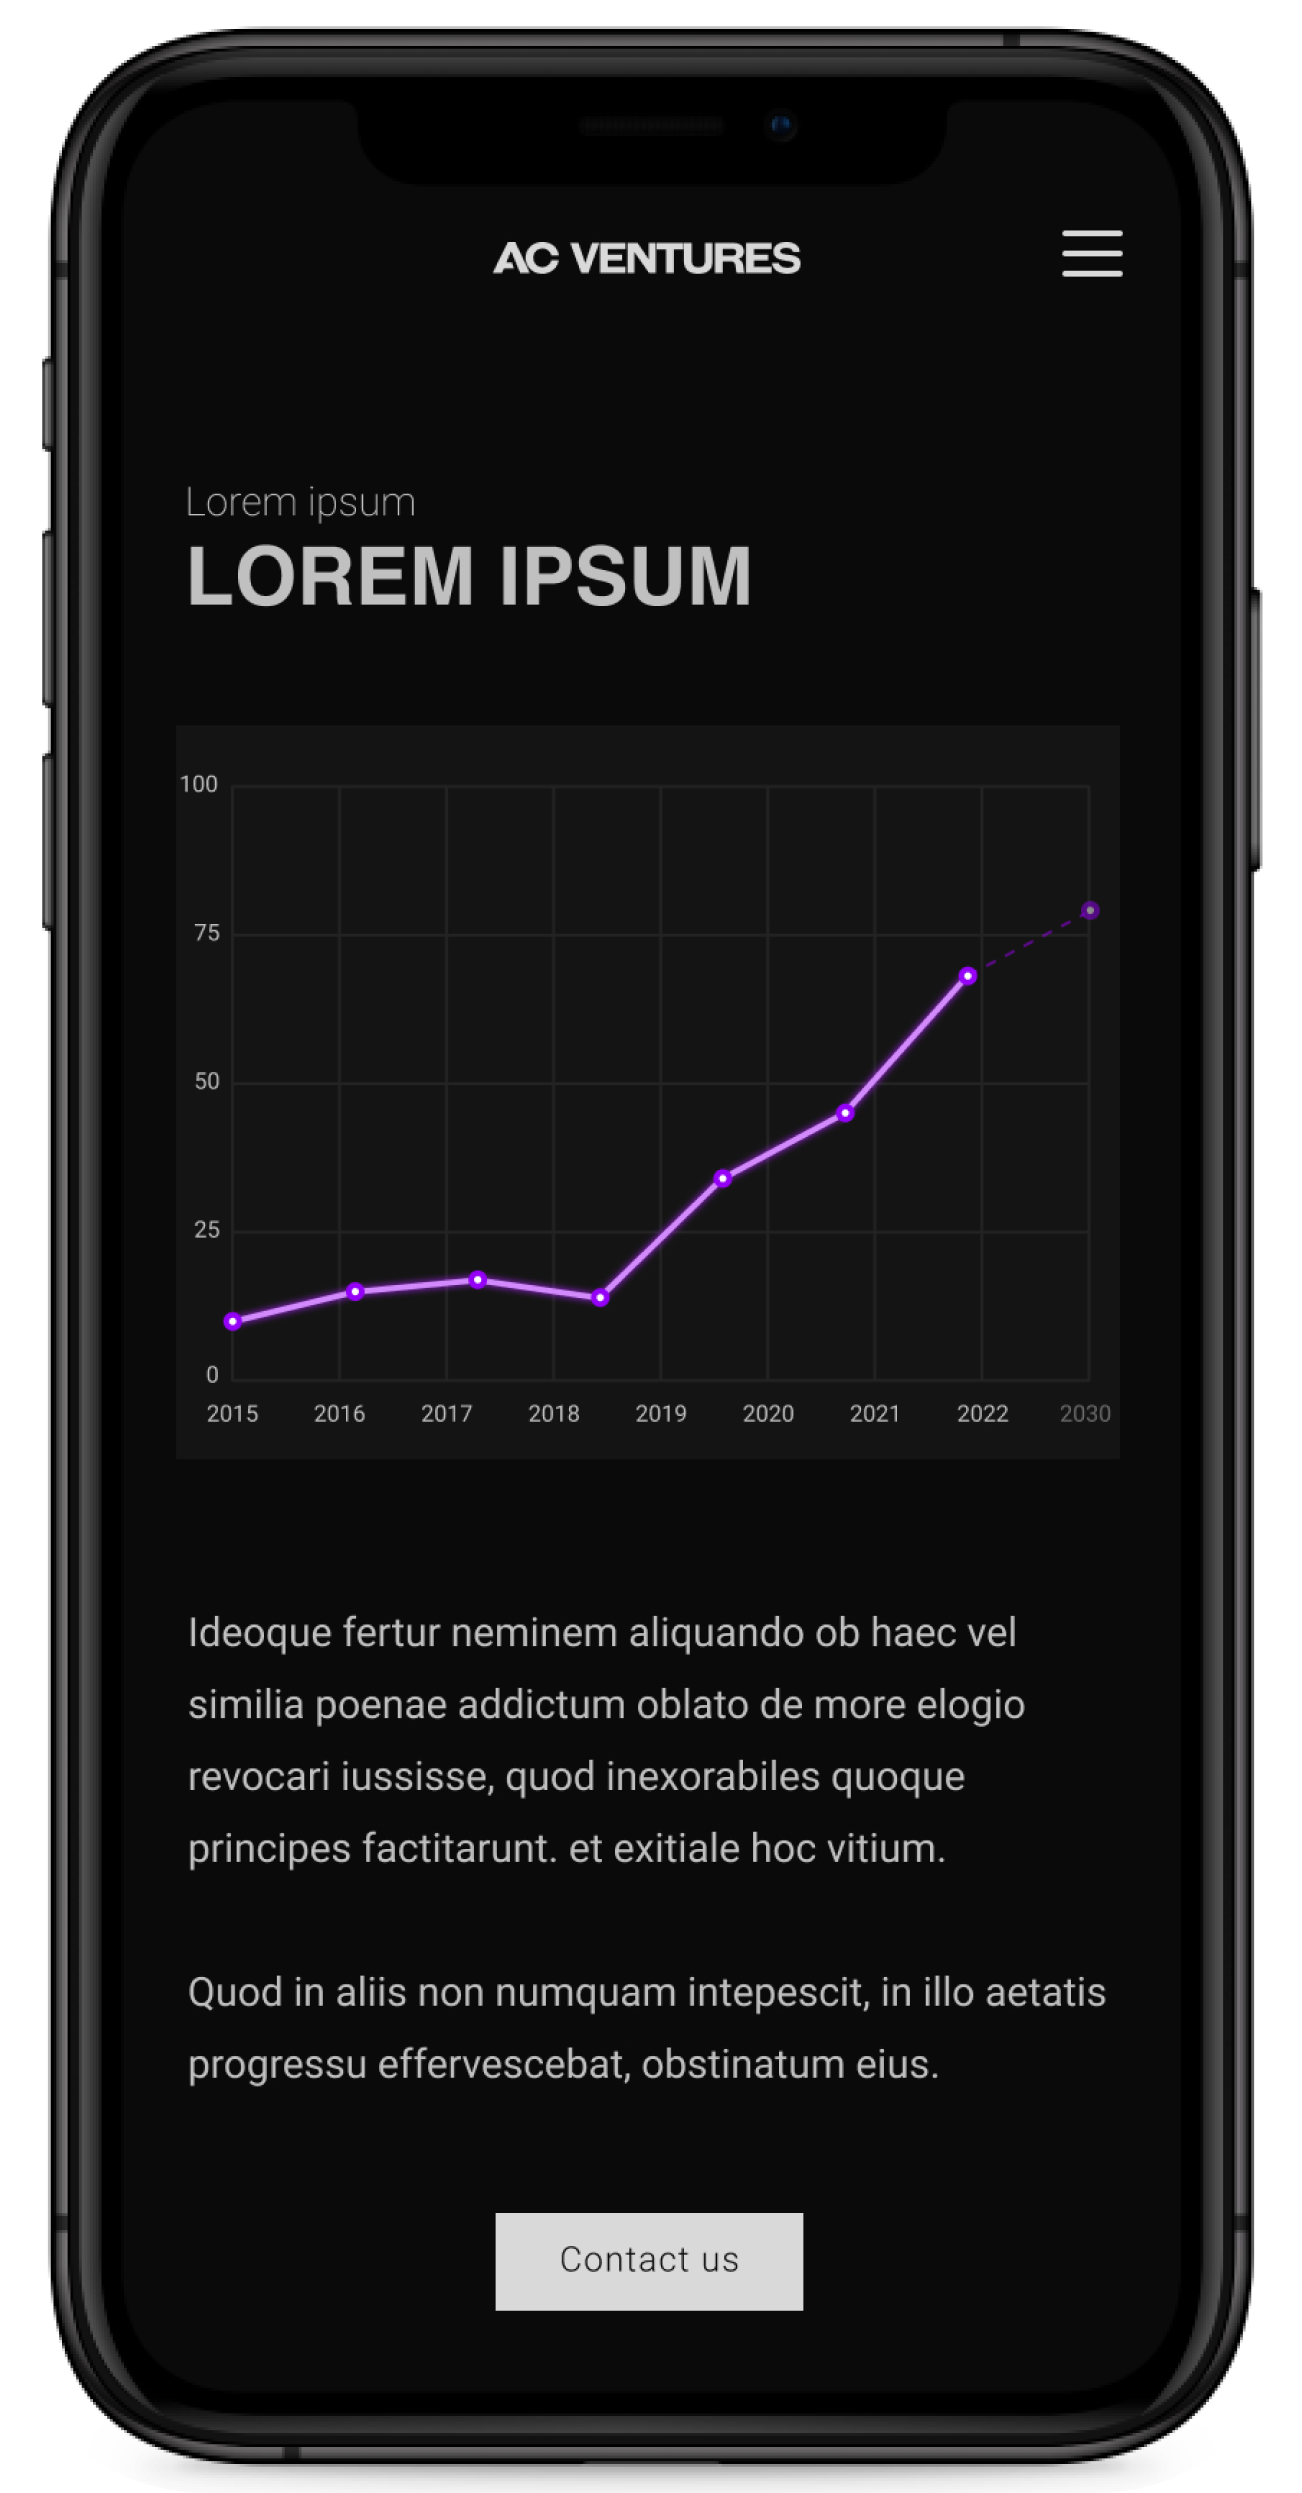 AC VENTURES
Lorem ipsum
LOREM IPSUM
100
75
50
25
0
2015 2016 2017 2018 2019 2020 2021 2022 2030
Ideoque fertur neminem aliquando ob haec vel
similia poenae addictum oblato de more elogio
revocari iussisse, quod inexorabiles quoque
principes factitarunt. et exitiale hoc vitium.
Quod in aliis non numquam intepescit, in illo aetatis
progressu effervescebat, obstinatum eius.
Contact us